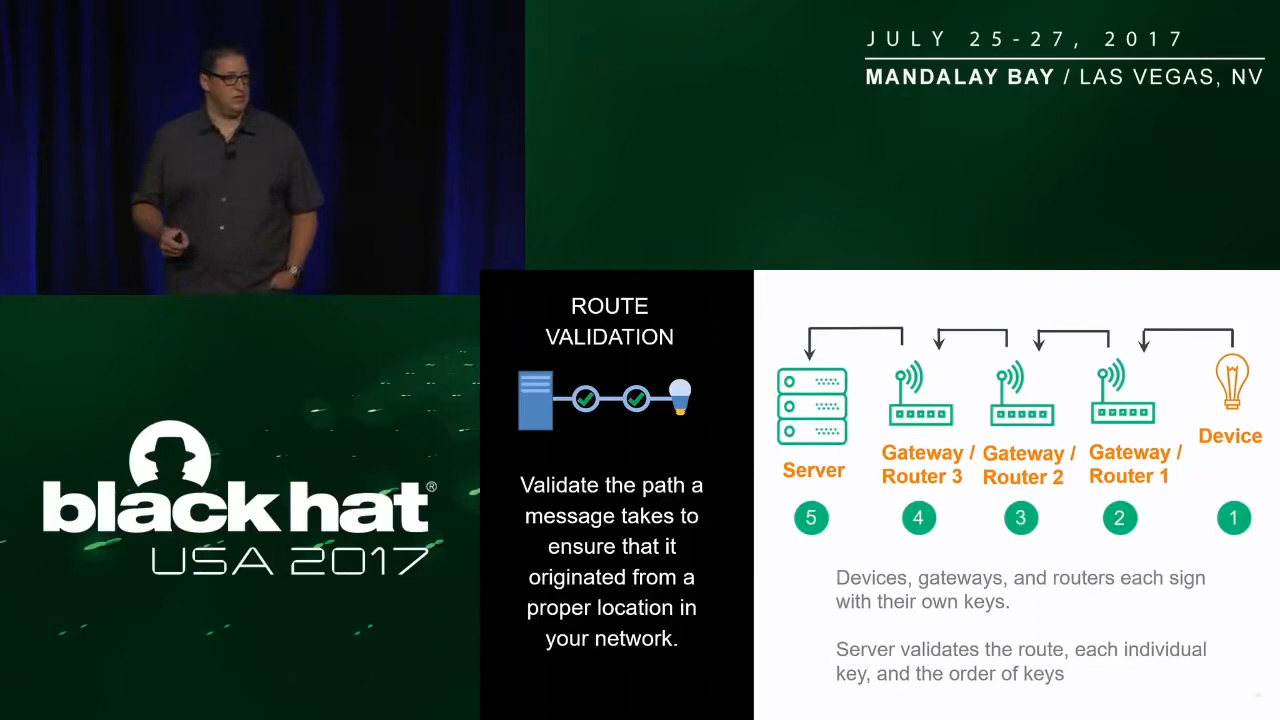 JULY 25-27, 2017
MANDALAY BAY / LAS VEGAS, NV
black hat®
USA 2017
ROUTE
VALIDATION
Validate the path a
message takes to
ensure that it
originated from a
proper location in
your network.
Server
Gateway /
Router 3
Gateway /
Router 2
Gateway /
Router 1
Device
5
4
3
2
1
Devices, gateways, and routers each sign
with their own keys.
Server validates the route, each individual
key, and the order of keys